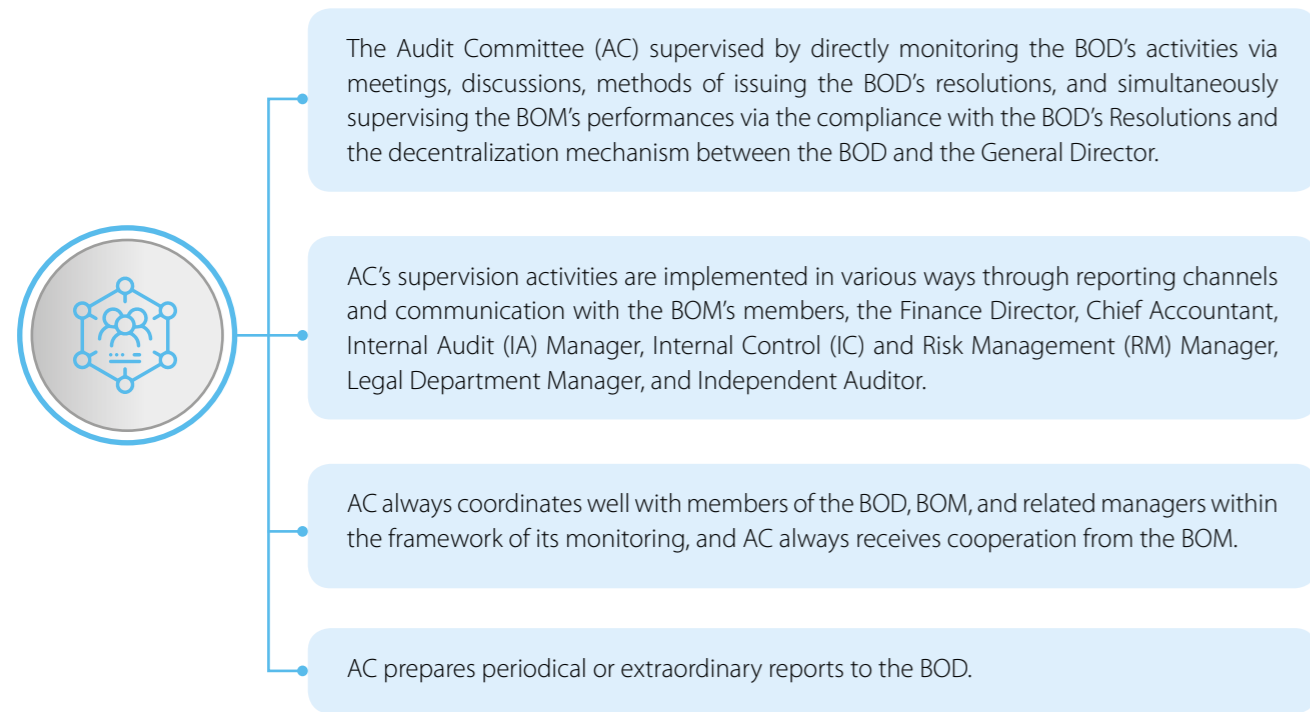 The Audit Committee (AC) supervised by directly monitoring the BOD's activities via
meetings, discussions, methods of issuing the BOD's resolutions, and simultaneously
supervising the BOM's performances via the compliance with the BOD's Resolutions and
the decentralization mechanism between the BOD and the General Director.
AC's supervision activities are implemented in various ways through reporting channels
and communication with the BOM's members, the Finance Director, Chief Accountant,
Internal Audit (IA) Manager, Internal Control (IC) and Risk Management (RM) Manager,
Legal Department Manager, and Independent Auditor.
AC always coordinates well with members of the BOD, BOM, and related managers within
the framework of its monitoring, and AC always receives cooperation from the BOM.
AC prepares periodical or extraordinary reports to the BOD.